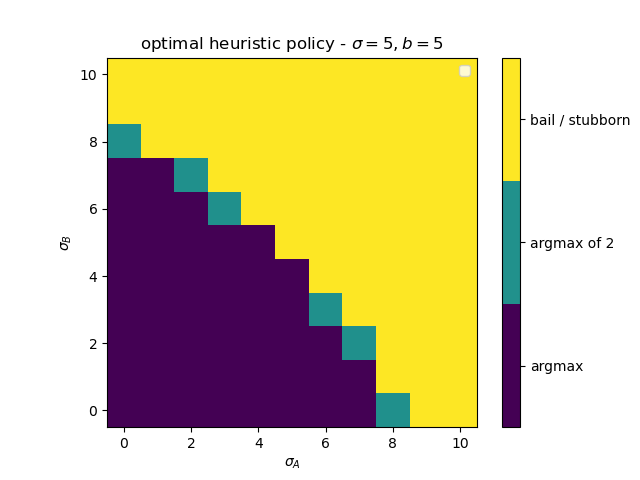 optimal heuristic policy - σ = 5, b = 5
10
8
6
4
2
0
σ_B
0 2 4 6 8 10
σ_A
bail / stubborn
argmax of 2
argmax